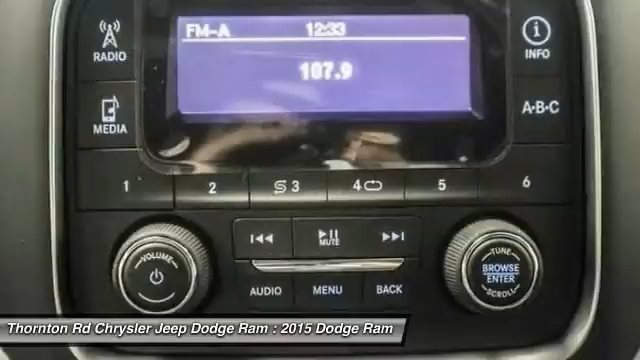 FM-A 12:33
107.9
RADIO
INFO
MEDIA
A·B·C
1 2 3 4 5 6
MUTE
VOLUME
TUNE
BROWSE
ENTER
SCROLL
AUDIO MENU BACK
Thornton Rd Chrysler Jeep Dodge Ram : 2015 Dodge Ram